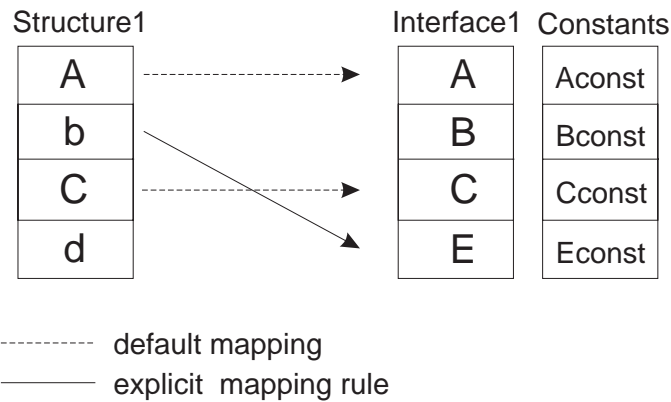 Structure1 Interface1 Constants
A A Aconst
b B Bconst
C C Cconst
d E Econst
default mapping
explicit mapping rule